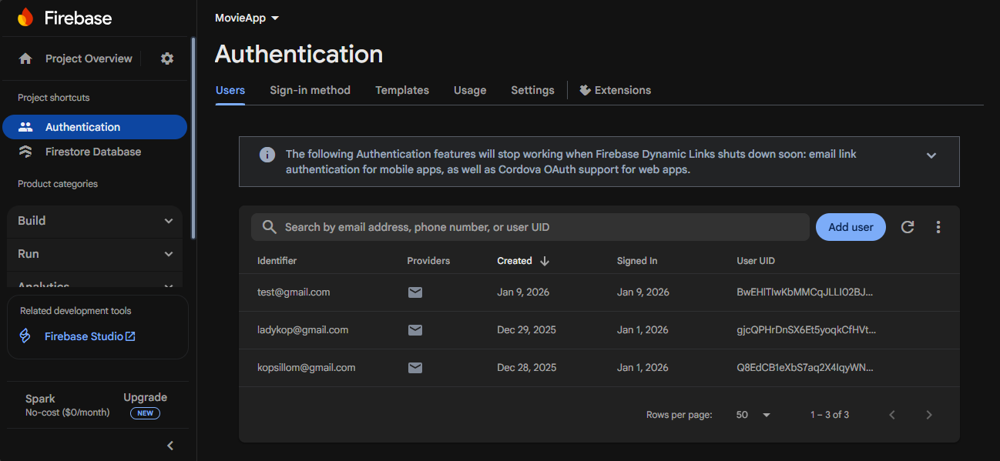 Firebase
Project Overview
Project shortcuts
Authentication
Firestore Database
Product categories
Build
Run
Analytics
Related development tools
Firebase Studio
Spark
No-cost ($0/month)
Upgrade
NEW
MovieApp
Authentication
Users Sign-in method Templates Usage Settings Extensions
The following Authentication features will stop working when Firebase Dynamic Links shuts down soon: email link
authentication for mobile apps, as well as Cordova OAuth support for web apps.
Search by email address, phone number, or user UID
Add user
Identifier Providers Created Signed In User UID
test@gmail.com Jan 9, 2026 Jan 9, 2026 BwEHlTlwKbMMCqJLLI02BJ...
ladykop@gmail.com Dec 29, 2025 Jan 1, 2026 gjcQPHrDnSX6Et5yoqkCfHVt...
kopsillom@gmail.com Dec 28, 2025 Jan 1, 2026 Q8EdCB1eXbS7aq2X4lqyWN...
Rows per page: 50 1 – 3 of 3